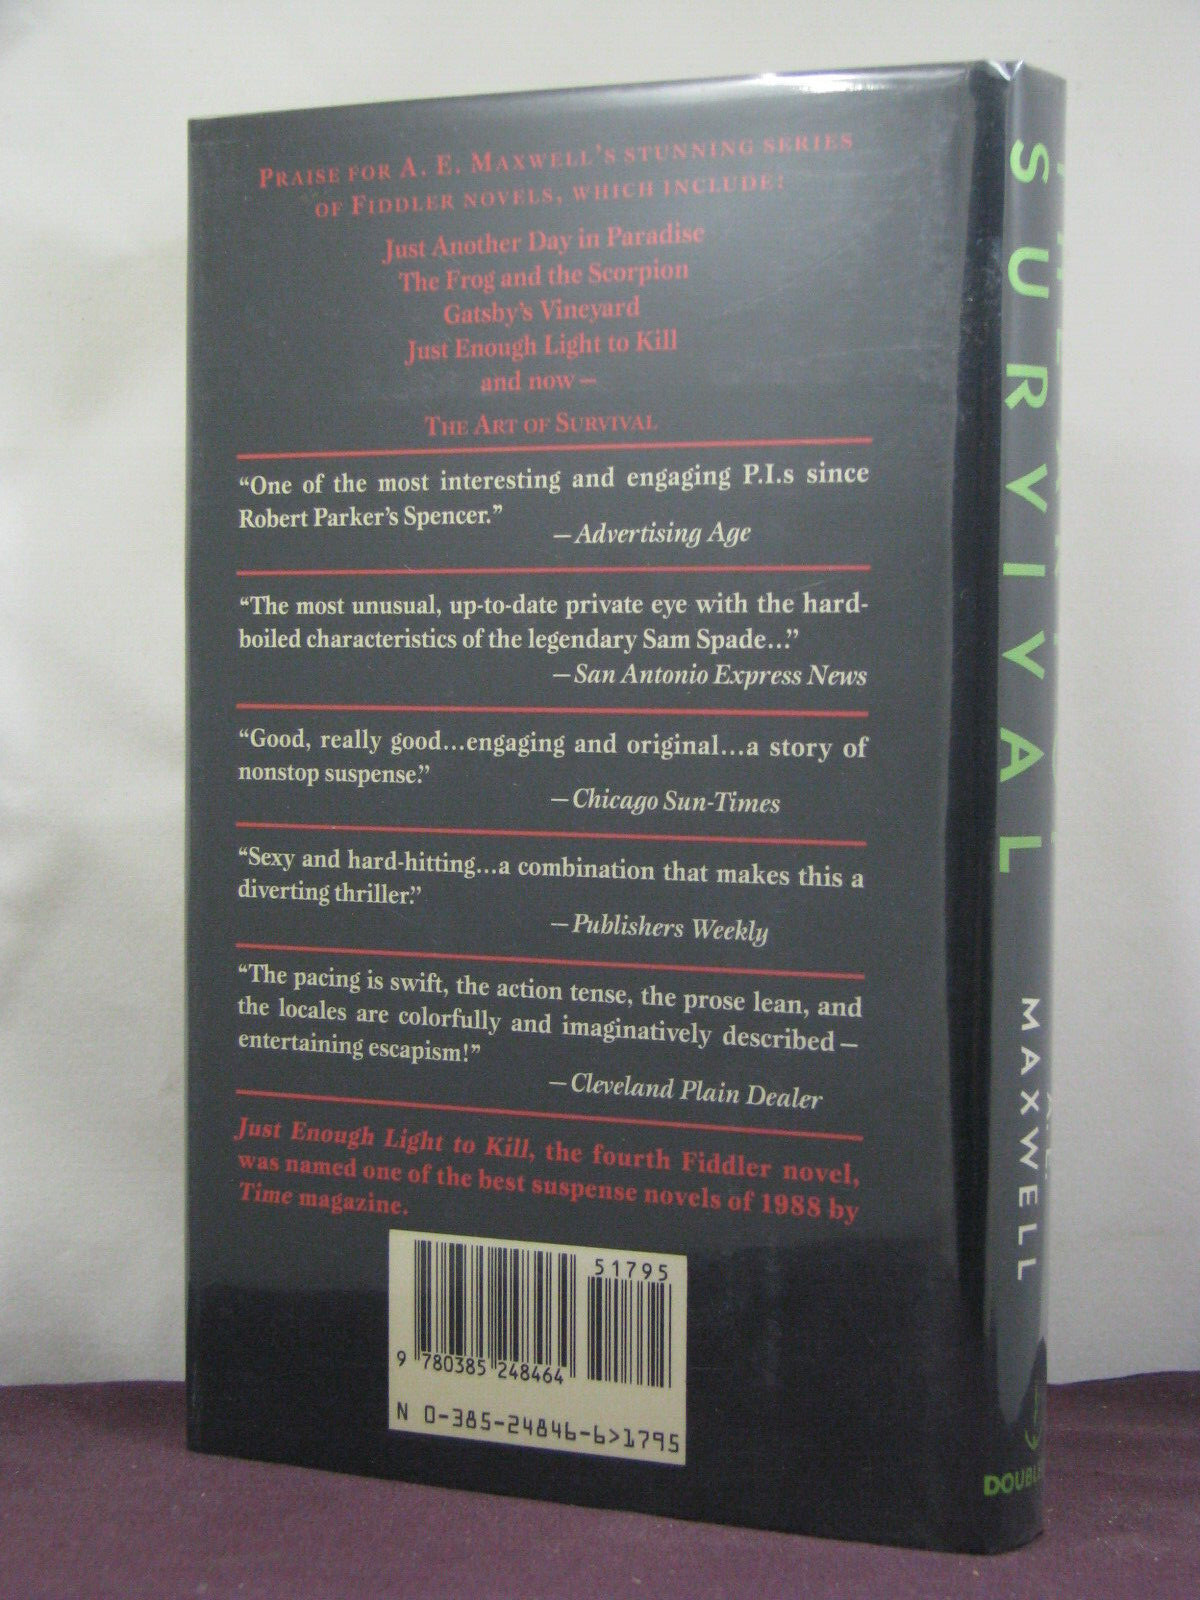 PRAISE FOR A. E. MAXWELL'S STUNNING SERIES
OF FIDDLER NOVELS, WHICH INCLUDE:
Just Another Day in Paradise
The Frog and the Scorpion
Gatsby's Vineyard
Just Enough Light to Kill
and now—
THE ART OF SURVIVAL
“One of the most interesting and engaging P.I.s since
Robert Parker's Spencer.”
—Advertising Age
“The most unusual, up-to-date private eye with the hard-
boiled characteristics of the legendary Sam Spade...”
—San Antonio Express News
“Good, really good...engaging and original...a story of
nonstop suspense.”
—Chicago Sun-Times
“Sexy and hard-hitting...a combination that makes this a
diverting thriller.”
—Publishers Weekly
“The pacing is swift, the action tense, the prose lean, and
the locales are colorfully and imaginatively described—
entertaining escapism!”
—Cleveland Plain Dealer
Just Enough Light to Kill, the fourth Fiddler novel,
was named one of the best suspense novels of 1988 by
Time magazine.
51795
9 780385 248464
N 0-385-24846-6>1795
SURVIVAL
MAXWELL